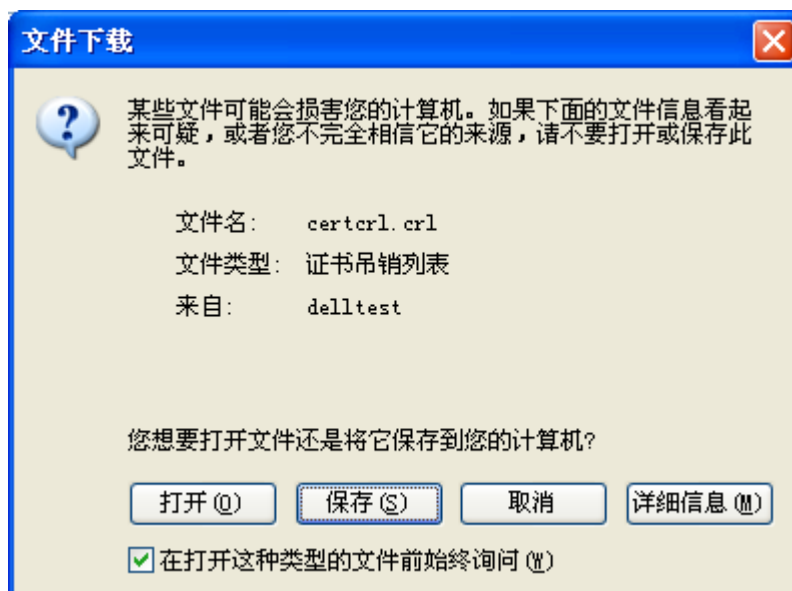 文件下载
某些文件可能会损害您的计算机。如果下面的文件信息看起
来可疑，或者您不完全相信它的来源，请不要打开或保存此
文件。
文件名: certcrl.crl
文件类型: 证书吊销列表
来自: delltest
您想要打开文件还是将它保存到您的计算机?
打开(O) 保存(S) 取消 详细信息(M)
在打开这种类型的文件前始终询问(W)